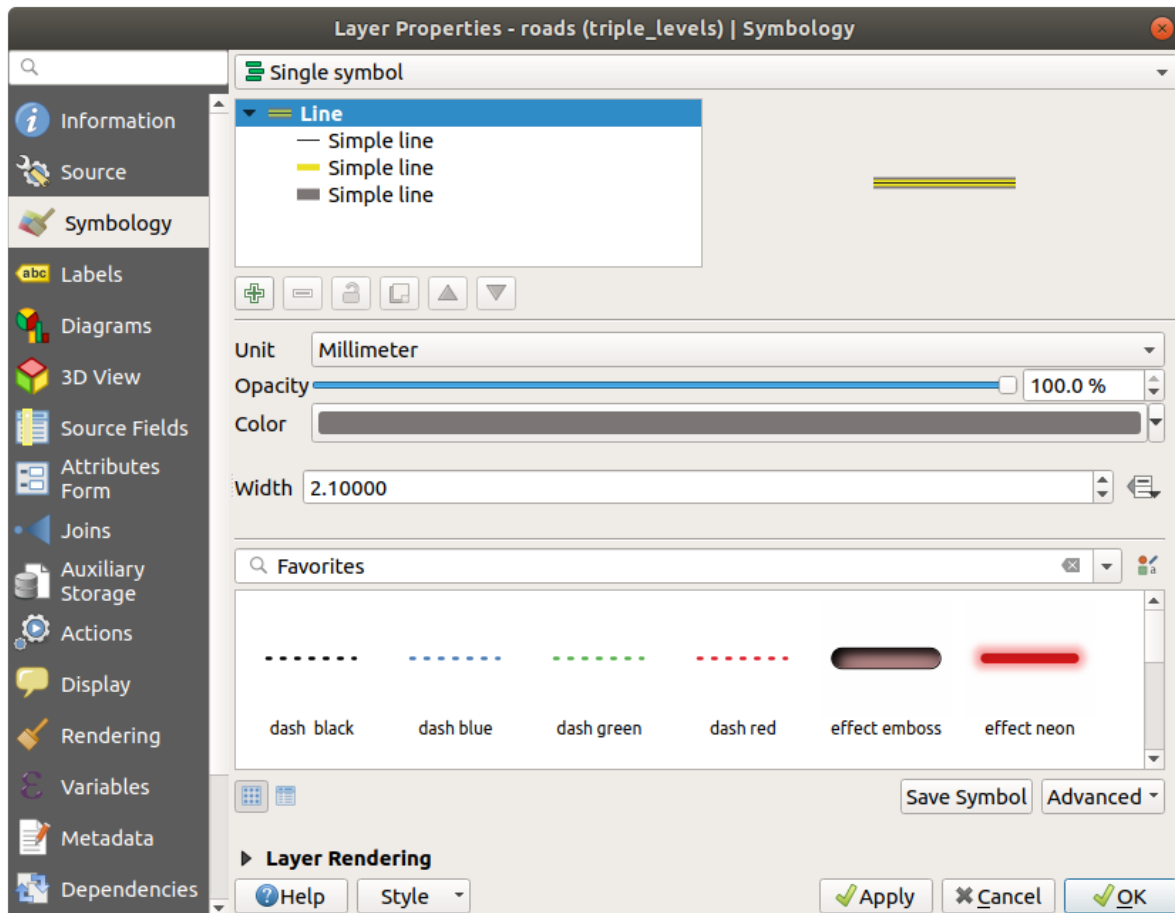 Layer Properties - roads (triple_levels) | Symbology
Information
Source
Symbology
abc Labels
Diagrams
3D View
Source Fields
Attributes
Form
Joins
Auxiliary
Storage
Actions
Display
Rendering
Variables
Metadata
Dependencies
Single symbol
Line
Simple line
Simple line
Simple line
Unit Millimeter
Opacity 100.0 %
Color
Width 2.10000
Favorites
dash black dash blue dash green dash red effect emboss effect neon
Save Symbol Advanced
Layer Rendering
Help Style Apply Cancel OK